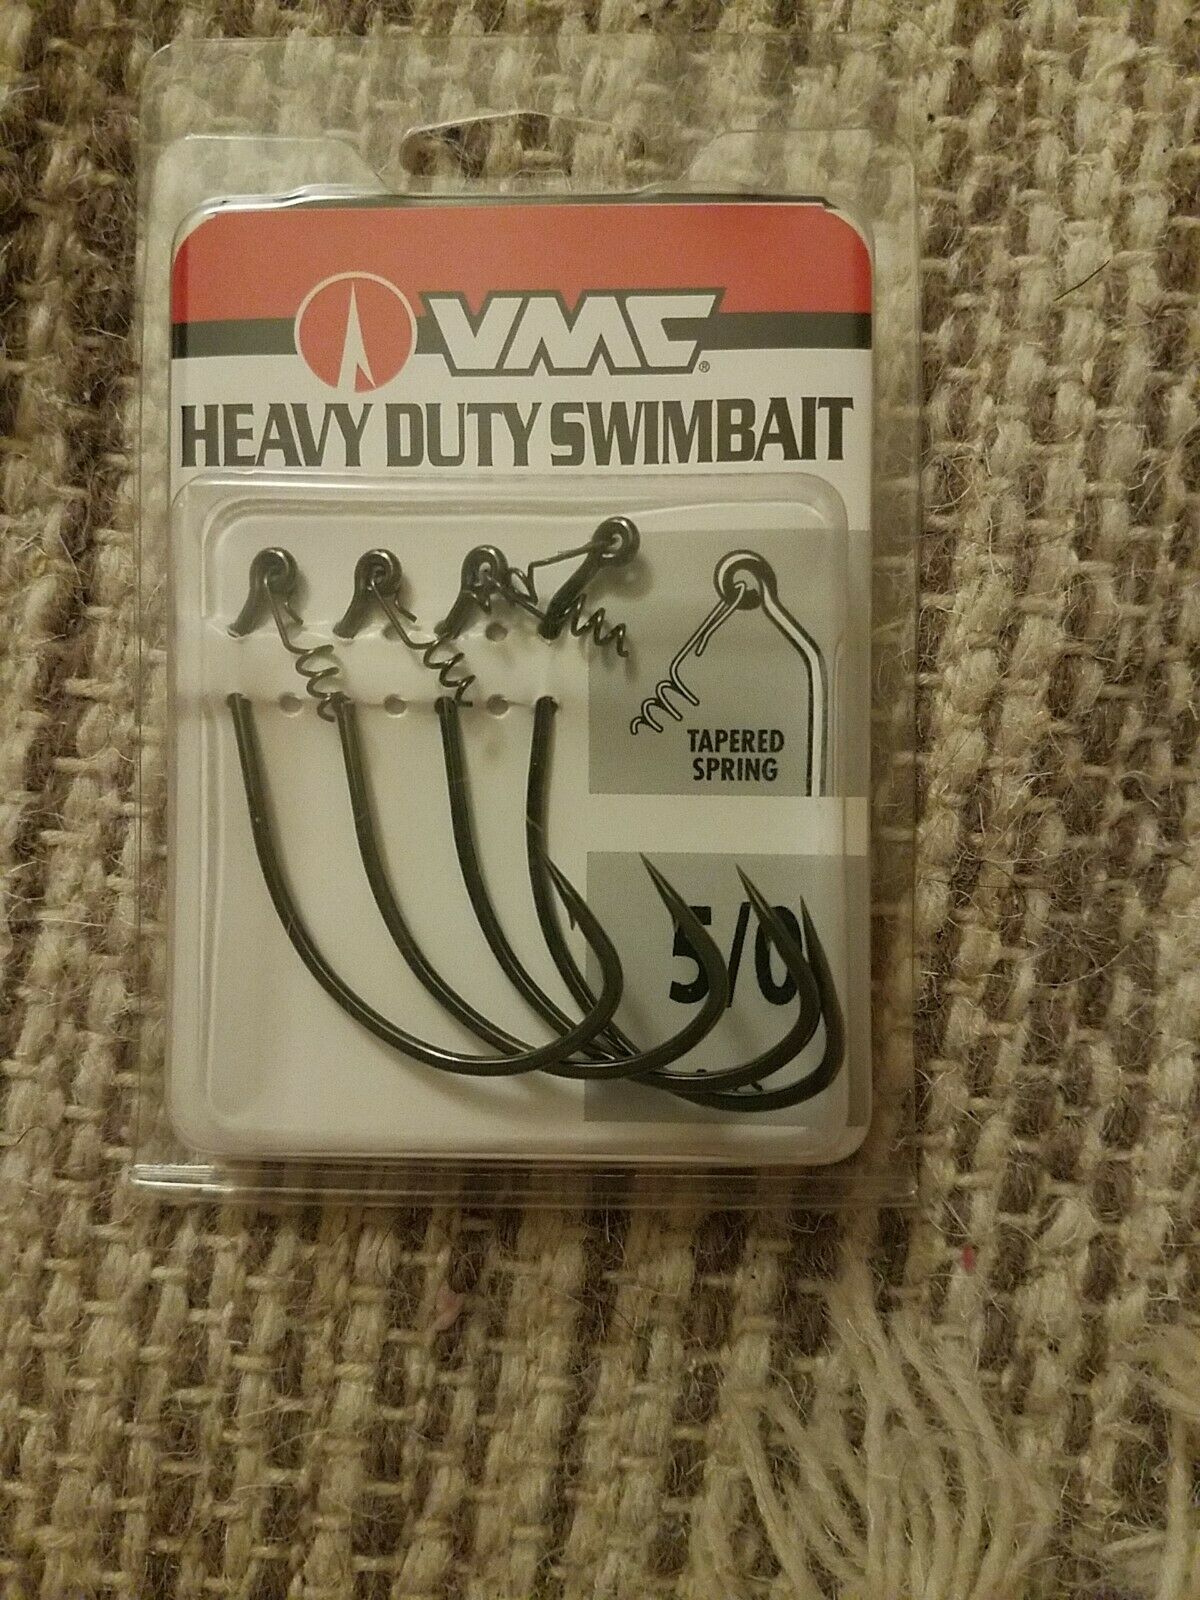 VMC®
HEAVY DUTY SWIMBAIT
TAPERED
SPRING
5/0